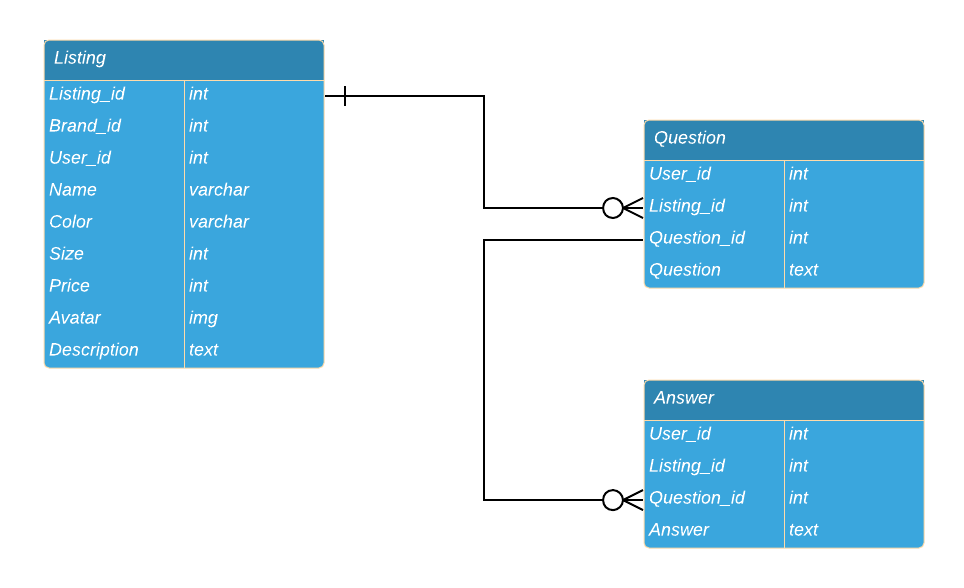 Listing
Listing_id int
Brand_id int
User_id int
Name varchar
Color varchar
Size int
Price int
Avatar img
Description text
Question
User_id int
Listing_id int
Question_id int
Question text
Answer
User_id int
Listing_id int
Question_id int
Answer text